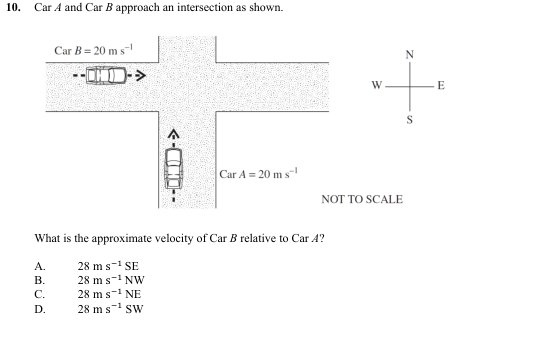 10. Car A and Car B approach an intersection as shown.
Car B = 20 m s⁻¹
N
W E
S
Car A = 20 m s⁻¹
NOT TO SCALE
What is the approximate velocity of Car B relative to Car A?
A. 28 m s⁻¹ SE
B. 28 m s⁻¹ NW
C. 28 m s⁻¹ NE
D. 28 m s⁻¹ SW